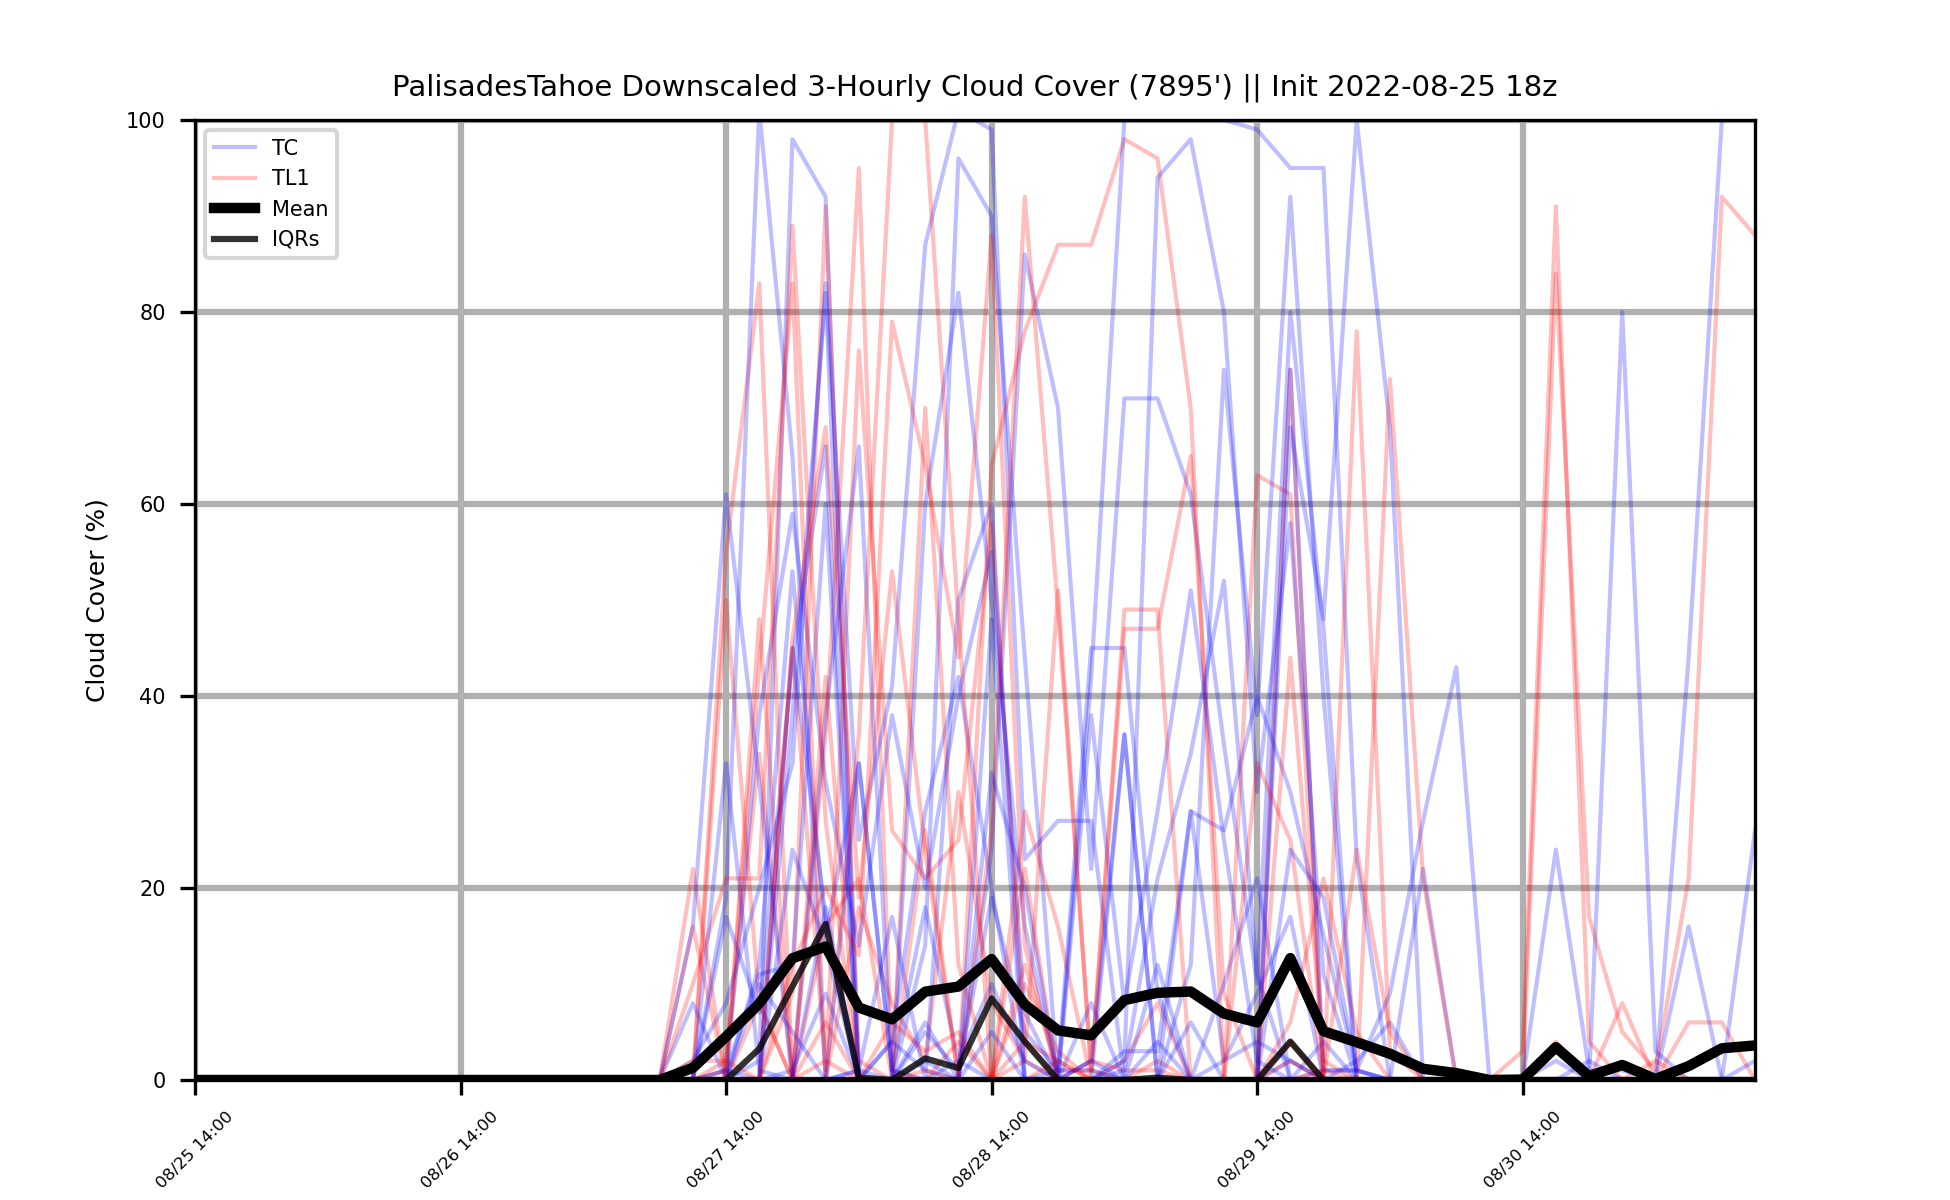 PalisadesTahoe Downscaled 3-Hourly Cloud Cover (7895') || Init 2022-08-25 18z
TC
TL1
Mean
IQRs
Cloud Cover (%)
100
80
60
40
20
0
08/25 14:00
08/26 14:00
08/27 14:00
08/28 14:00
08/29 14:00
08/30 14:00